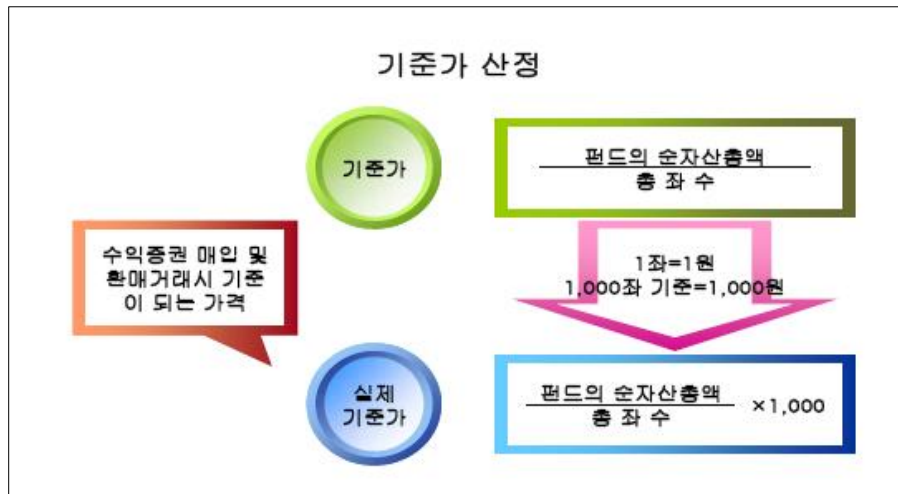 기준가 산정
기준가
펀드의 순자산총액
총 좌 수
수익증권 매입 및
환매거래시 기준
이 되는 가격
1좌=1원
1,000좌 기준=1,000원
실제
기준가
펀드의 순자산총액
총 좌 수
×1,000